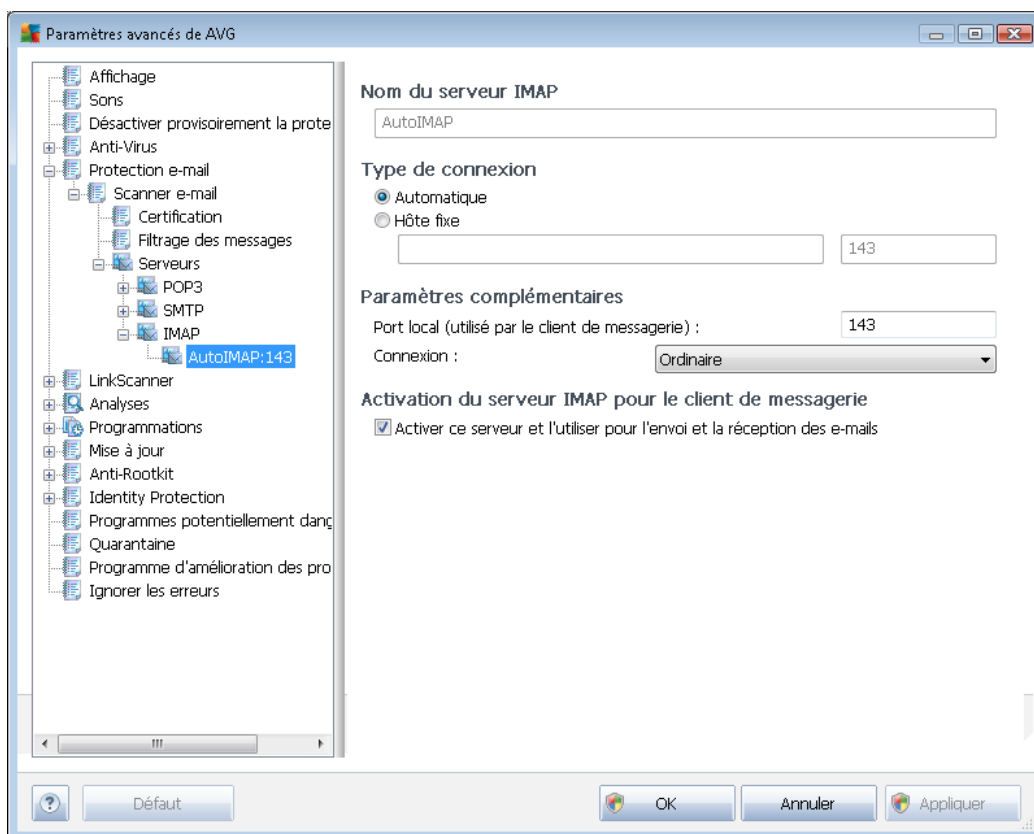 Paramètres avancés de AVG
Affichage
Sons
Désactiver provisoirement la prote
Anti-Virus
Protection e-mail
Scanner e-mail
Certification
Filtrage des messages
Serveurs
POP3
SMTP
IMAP
AutoIMAP:143
LinkScanner
Analyses
Programmations
Mise à jour
Anti-Rootkit
Identity Protection
Programmes potentiellement dang
Quarantaine
Programme d'amélioration des pro
Ignorer les erreurs
Nom du serveur IMAP
AutoIMAP
Type de connexion
Automatique
Hôte fixe
143
Paramètres complémentaires
Port local (utilisé par le client de messagerie) : 143
Connexion : Ordinaire
Activation du serveur IMAP pour le client de messagerie
Activer ce serveur et l'utiliser pour l'envoi et la réception des e-mails
? Défaut OK Annuler Appliquer